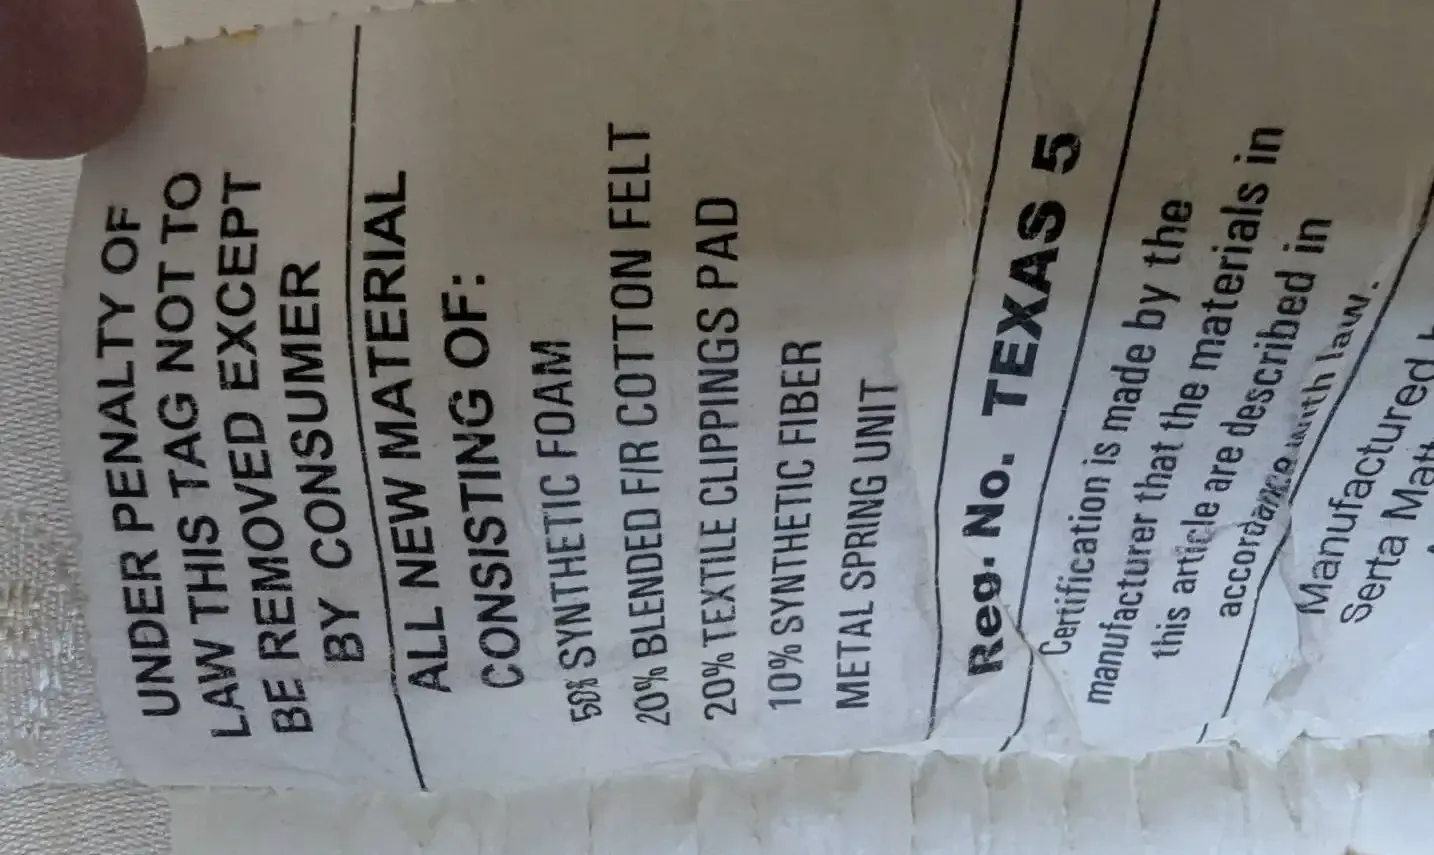 UNDER PENALTY OF
LAW THIS TAG NOT TO
BE REMOVED EXCEPT
BY CONSUMER
ALL NEW MATERIAL
CONSISTING OF:
50% SYNTHETIC FOAM
20% BLENDED F/R COTTON FELT
20% TEXTILE CLIPPINGS PAD
10% SYNTHETIC FIBER
METAL SPRING UNIT
Reg. No. TEXAS 5
Certification is made by the
manufacturer that the materials in
this article are described in
accordance with law.
Manufactured
Serta